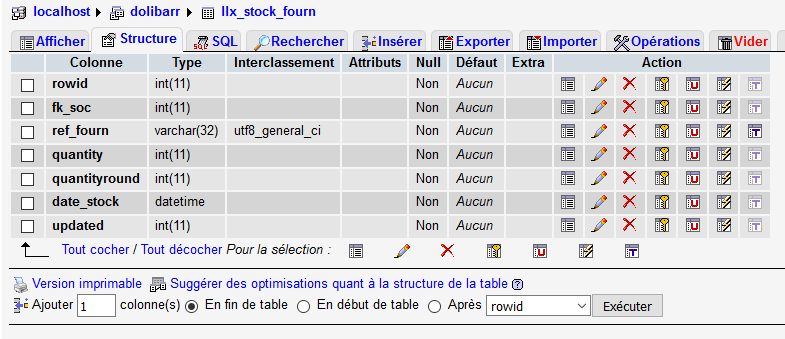 localhost ▸ dolibarr ▸ llx_stock_fourn
Afficher Structure SQL Rechercher Insérer Exporter Importer Opérations Vider
Colonne Type Interclassement Attributs Null Défaut Extra Action
rowid int(11) Non Aucun
fk_soc int(11) Non Aucun
ref_fourn varchar(32) utf8_general_ci Non Aucun
quantity int(11) Non Aucun
quantityround int(11) Non Aucun
date_stock datetime Non Aucun
updated int(11) Non Aucun
Tout cocher / Tout décocher Pour la sélection :
Version imprimable Suggérer des optimisations quant à la structure de la table
Ajouter 1 colonne(s) En fin de table En début de table Après rowid Exécuter